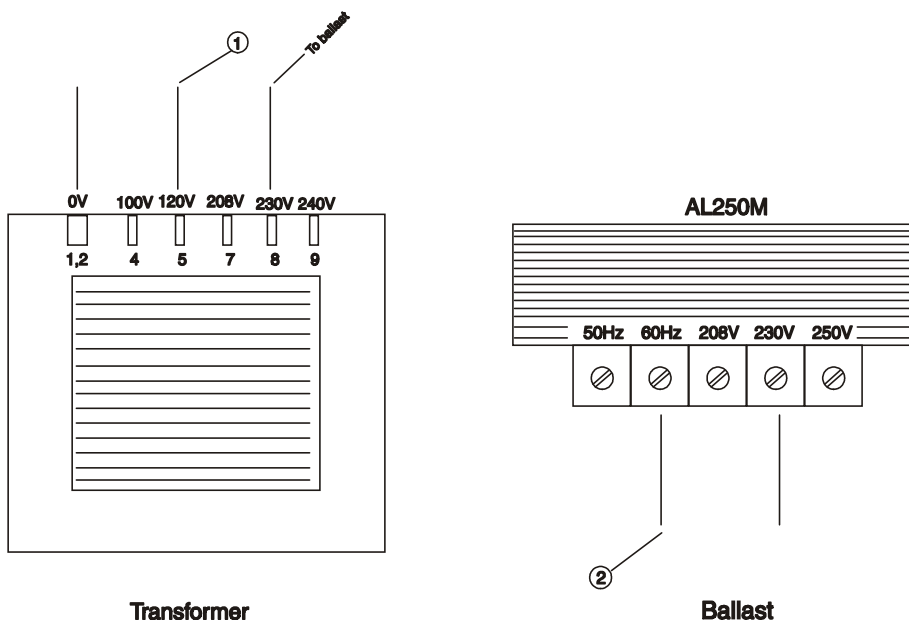 1
To ballast
0V 100V 120V 208V 230V 240V
1,2 4 5 7 8 9
Transformer
AL250M
50Hz 60Hz 208V 230V 250V
2
Ballast